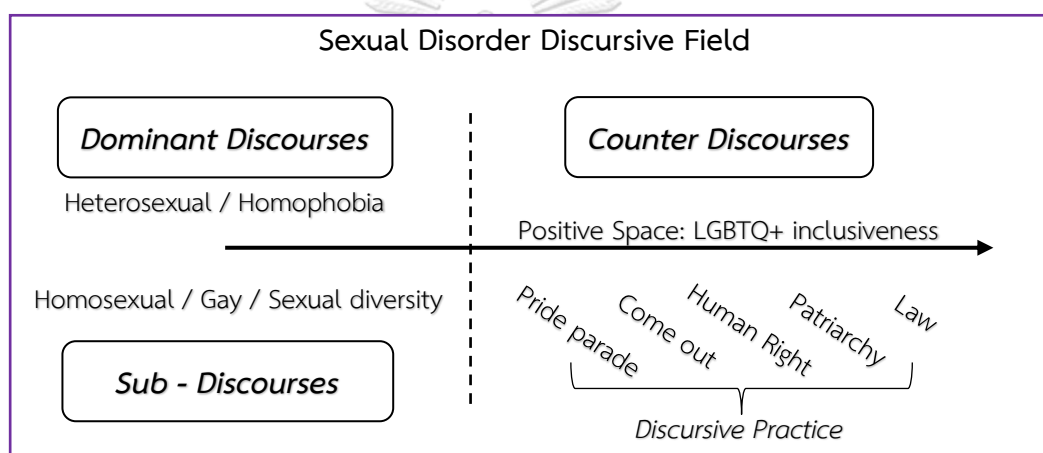 Sexual Disorder Discursive Field
Dominant Discourses
Counter Discourses
Heterosexual / Homophobia
Positive Space: LGBTQ+ inclusiveness
Homosexual / Gay / Sexual diversity
Pride parade
Come out
Human Right
Patriarchy
Law
Sub - Discourses
Discursive Practice